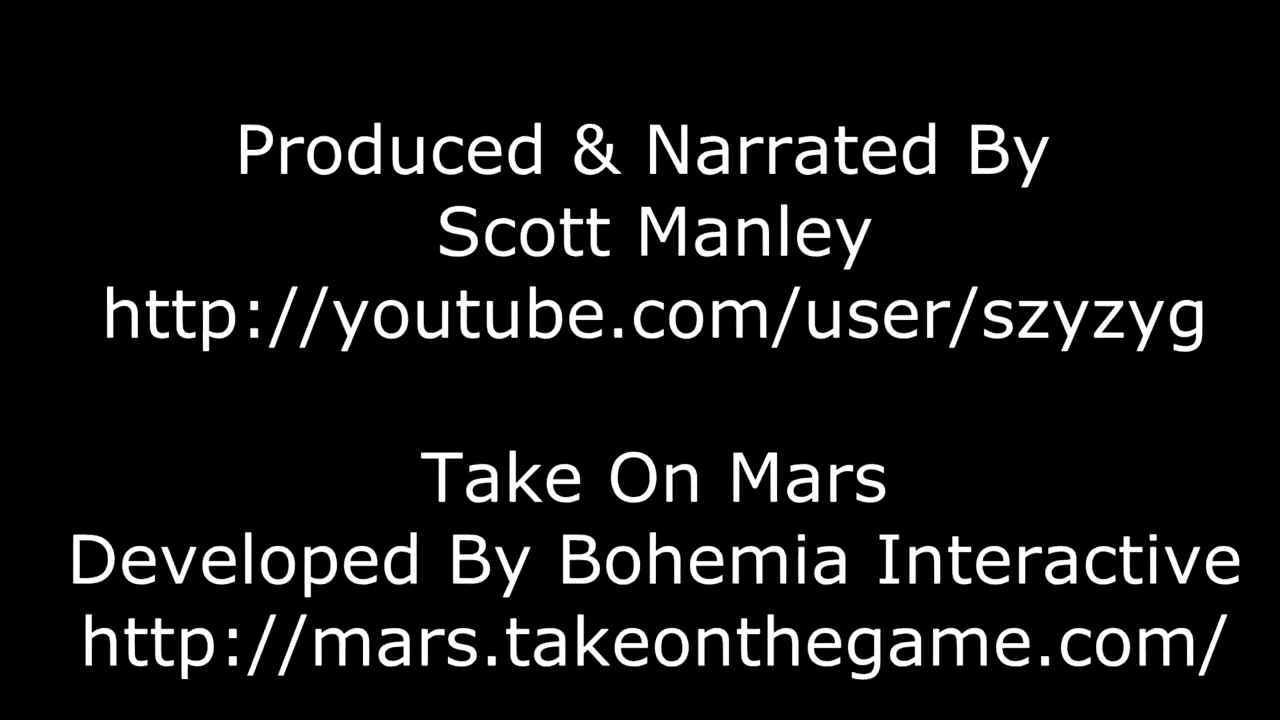 Produced & Narrated By
Scott Manley
http://youtube.com/user/szyzyg
Take On Mars
Developed By Bohemia Interactive
http://mars.takeonthegame.com/